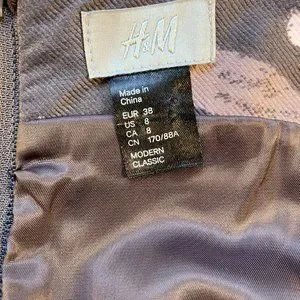 H&M
Made in
China
EUR 38
US 8
CA 8
CN 170/88A
MODERN
CLASSIC